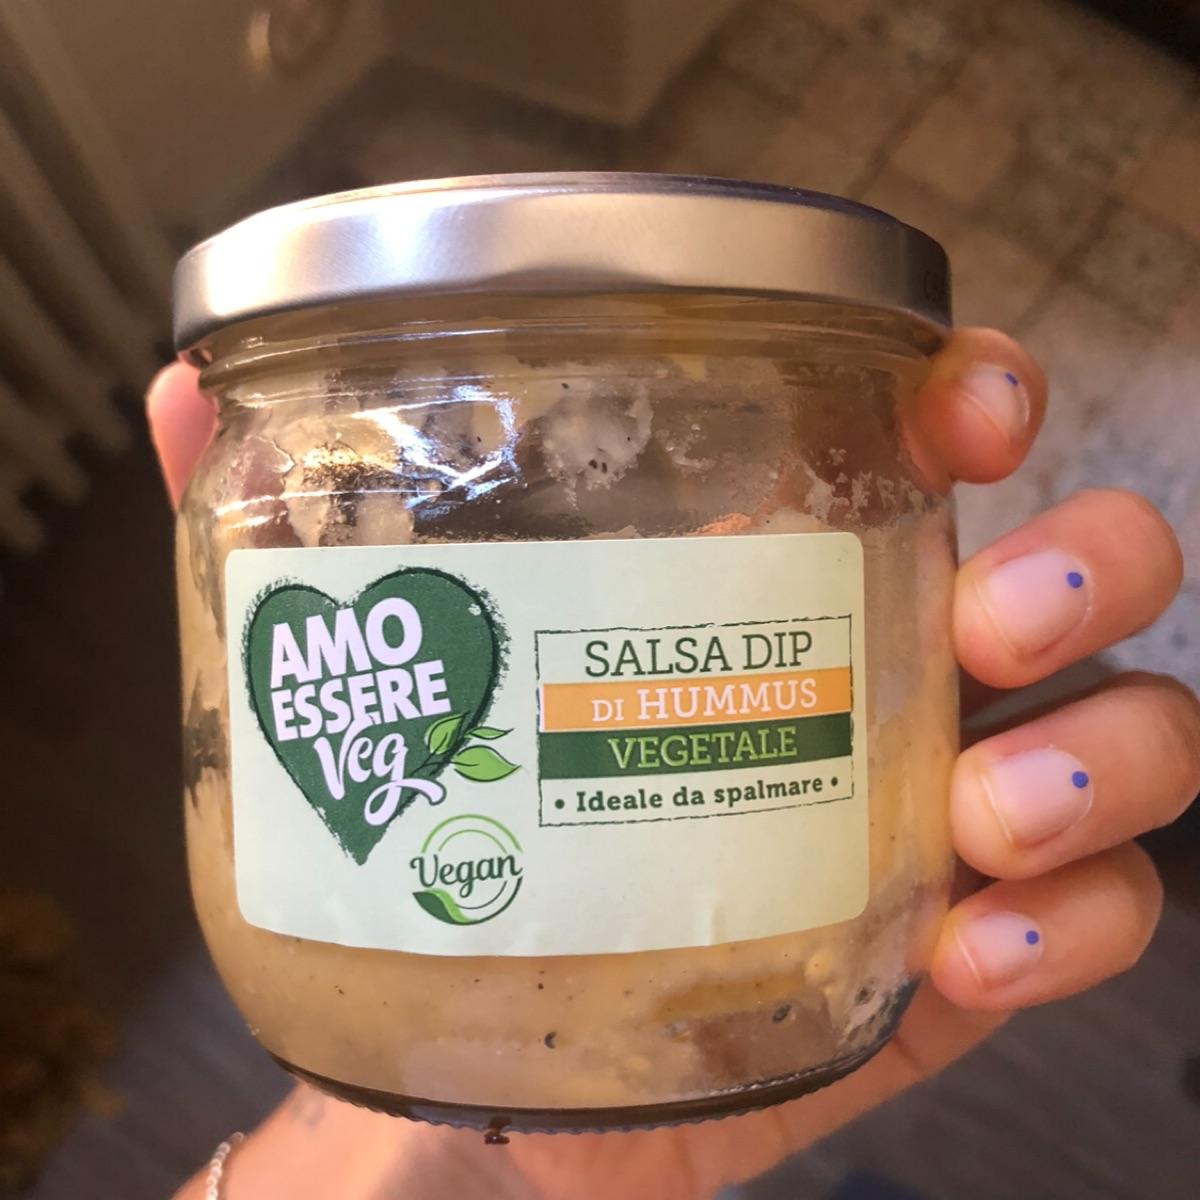 AMO
ESSERE
Veg
Vegan
SALSA DIP
DI HUMMUS
VEGETALE
• Ideale da spalmare •